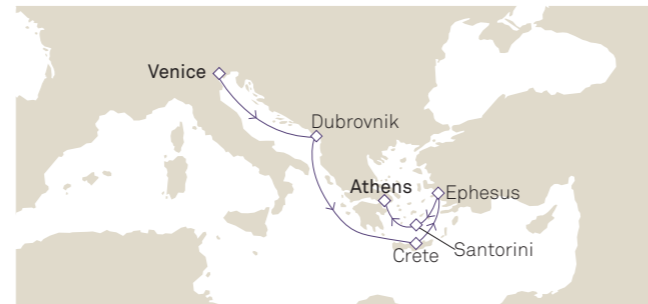 Venice
Dubrovnik
Athens
Ephesus
Santorini
Crete